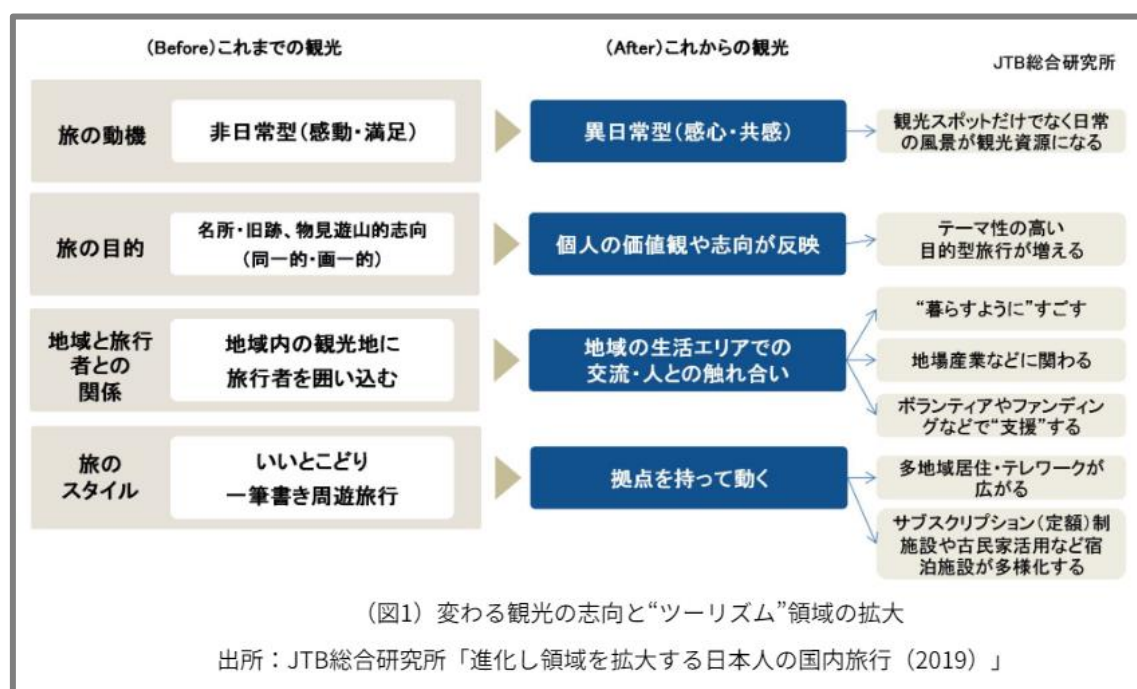 (Before)これまでの観光
(After)これからの観光
JTB総合研究所
旅の動機
非日常型(感動・満足)
異日常型(感心・共感)
観光スポットだけでなく日常
の風景が観光資源になる
旅の目的
名所・旧跡、物見遊山的志向
(同一的・画一的)
個人の価値観や志向が反映
テーマ性の高い
目的型旅行が増える
地域と旅行
者との
関係
地域内の観光地に
旅行者を囲い込む
地域の生活エリアでの
交流・人との触れ合い
“暮らすように”すごす
地場産業などに関わる
ボランティアやファンディン
グなどで“支援”する
旅の
スタイル
いいとこどり
一筆書き周遊旅行
拠点を持って動く
多地域居住・テレワークが
広がる
サブスクリプション(定額)制
施設や古民家活用など宿
泊施設が多様化する
(図1)変わる観光の志向と“ツーリズム”領域の拡大
出所：JTB総合研究所「進化し領域を拡大する日本人の国内旅行(2019)」